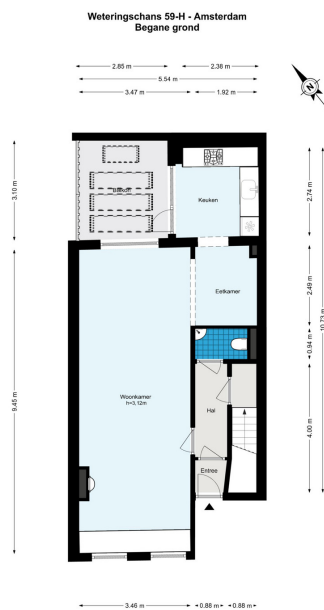 Weteringschans 59-H - Amsterdam
Begane grond
2.85 m
2.38 m
5.54 m
3.47 m
1.92 m
N
3.10 m
2.74 m
Balkon
Keuken
2.49 m
Eetkamer
10.73 m
0.94 m
9.45 m
Woonkamer
h=3,12m
Hal
4.00 m
Entree
3.46 m
0.88 m
0.88 m